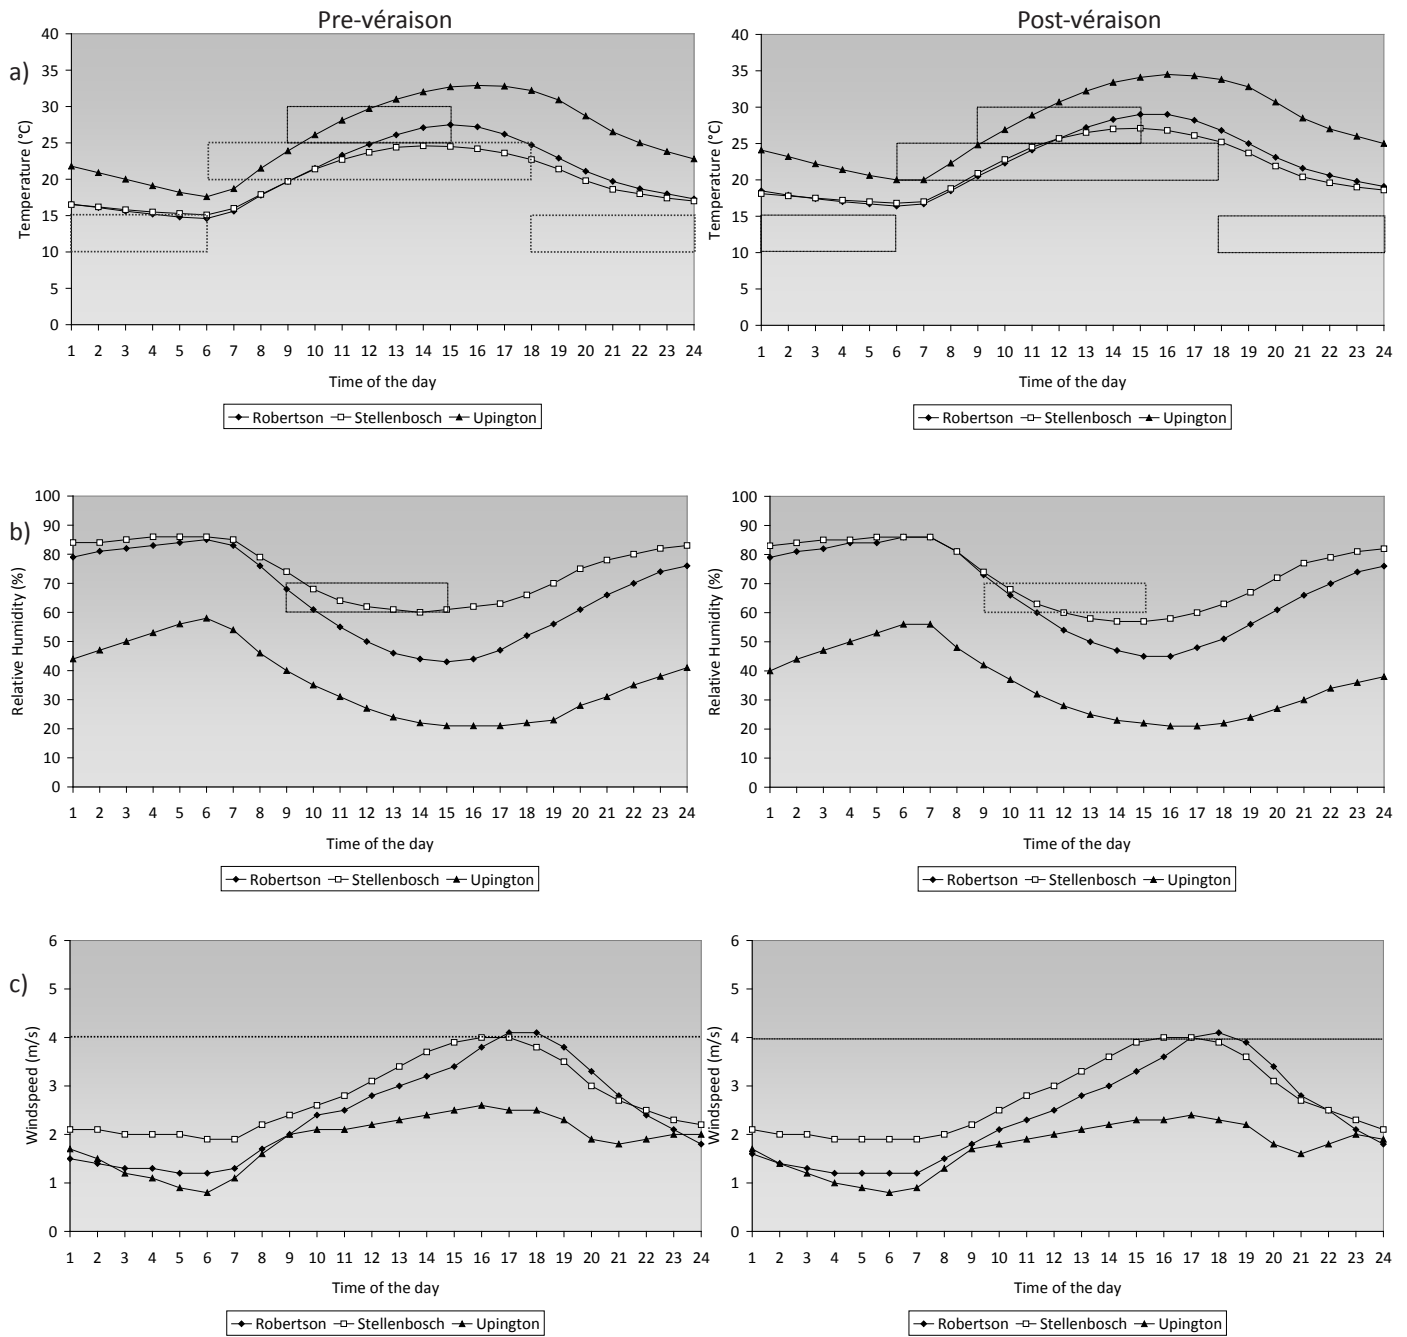 Pre-véraison
Post-véraison
a)
Temperature (°C)
40
35
30
25
20
15
10
5
0
1 2 3 4 5 6 7 8 9 10 11 12 13 14 15 16 17 18 19 20 21 22 23 24
Time of the day
Robertson Stellenbosch Upington
Temperature (°C)
40
35
30
25
20
15
10
5
0
1 2 3 4 5 6 7 8 9 10 11 12 13 14 15 16 17 18 19 20 21 22 23 24
Time of the day
Robertson Stellenbosch Upington
b)
Relative Humidity (%)
100
90
80
70
60
50
40
30
20
10
0
1 2 3 4 5 6 7 8 9 10 11 12 13 14 15 16 17 18 19 20 21 22 23 24
Time of the day
Robertson Stellenbosch Upington
Relative Humidity (%)
100
90
80
70
60
50
40
30
20
10
0
1 2 3 4 5 6 7 8 9 10 11 12 13 14 15 16 17 18 19 20 21 22 23 24
Time of the day
Robertson Stellenbosch Upington
c)
Windspeed (m/s)
6
5
4
3
2
1
0
1 2 3 4 5 6 7 8 9 10 11 12 13 14 15 16 17 18 19 20 21 22 23 24
Time of the day
Robertson Stellenbosch Upington
Windspeed (m/s)
6
5
4
3
2
1
0
1 2 3 4 5 6 7 8 9 10 11 12 13 14 15 16 17 18 19 20 21 22 23 24
Time of the day
Robertson Stellenbosch Upington